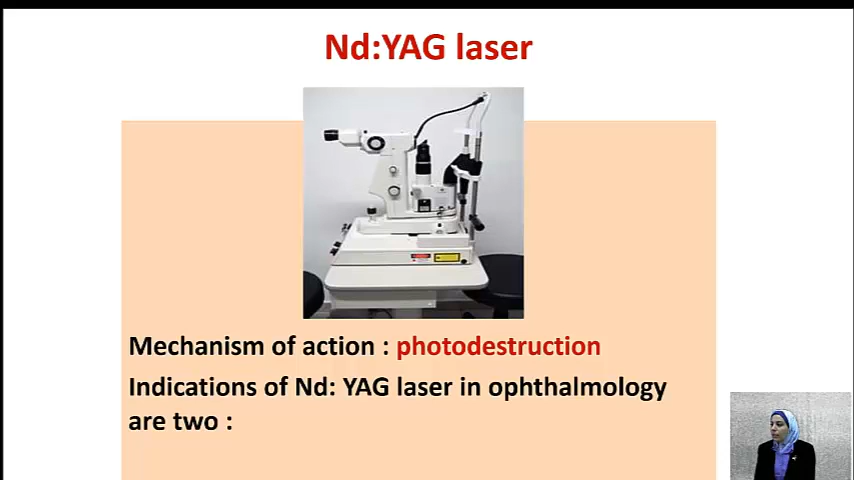 Nd:YAG laser
Mechanism of action : photodestruction
Indications of Nd: YAG laser in ophthalmology
are two :